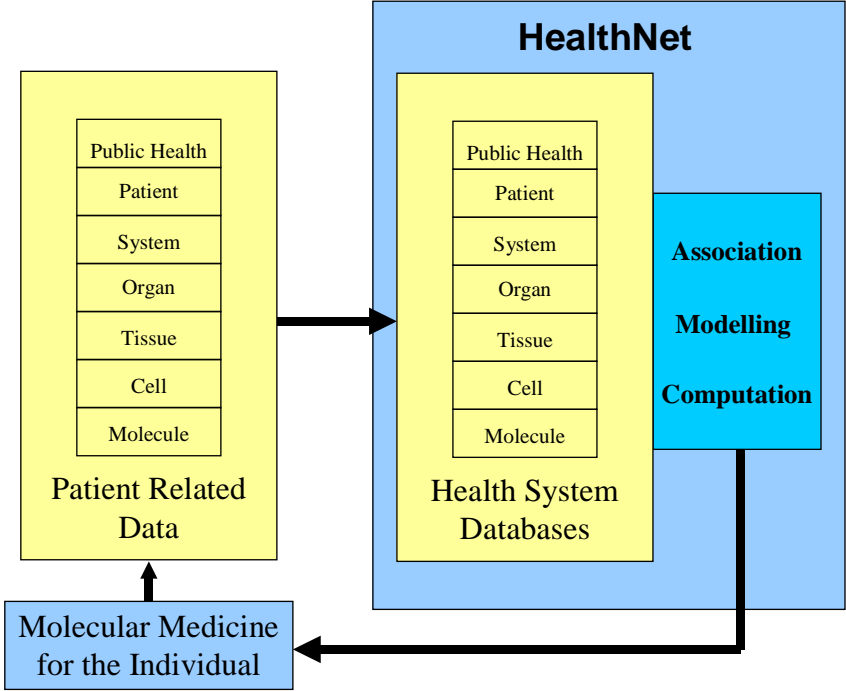 HealthNet
Public Health
Patient
System
Organ
Tissue
Cell
Molecule
Patient Related
Data
Public Health
Patient
System
Organ
Tissue
Cell
Molecule
Health System
Databases
Association
Modelling
Computation
Molecular Medicine
for the Individual